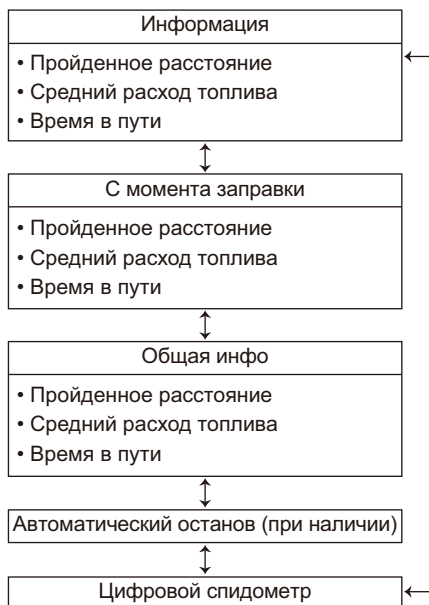 Информация
• Пройденное расстояние
• Средний расход топлива
• Время в пути
С момента заправки
• Пройденное расстояние
• Средний расход топлива
• Время в пути
Общая инфо
• Пройденное расстояние
• Средний расход топлива
• Время в пути
Автоматический останов (при наличии)
Цифровой спидометр